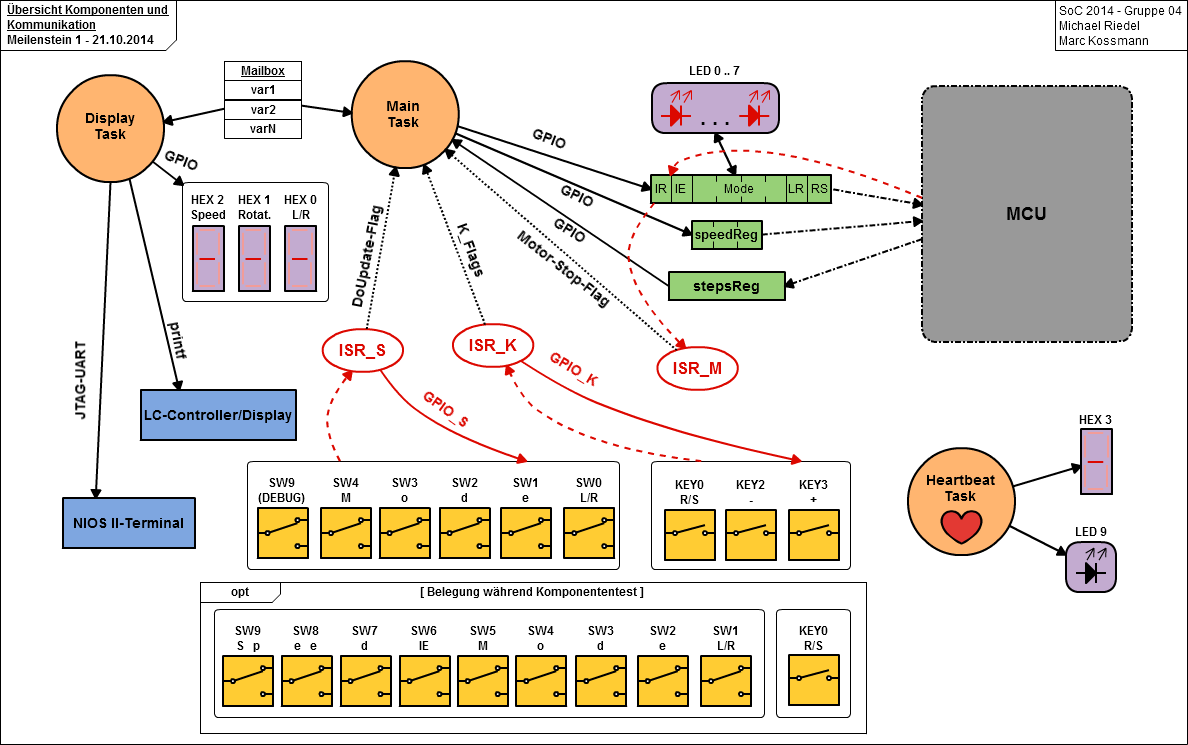 Übersicht Komponenten und
Kommunikation
Meilenstein 1 - 21.10.2014
SoC 2014 - Gruppe 04
Michael Riedel
Marc Kossmann
Mailbox
var1
var2
varN
Display
Task
Main
Task
LED 0 .. 7
. . .
GPIO
HEX 2
Speed
HEX 1
Rotat.
HEX 0
L/R
GPIO
GPIO
GPIO
IR
IE
Mode
LR
RS
speedReg
stepsReg
MCU
DoUpdate-Flag
K_Flags
Motor-Stop-Flag
printf
JTAG-UART
ISR_S
ISR_K
ISR_M
GPIO_S
GPIO_K
LC-Controller/Display
NIOS II-Terminal
HEX 3
Heartbeat
Task
LED 9
SW9
(DEBUG)
SW4
M
SW3
o
SW2
d
SW1
e
SW0
L/R
KEY0
R/S
KEY2
-
KEY3
+
opt
[ Belegung während Komponententest ]
SW9
S p
SW8
e e
SW7
d
SW6
IE
SW5
M
SW4
o
SW3
d
SW2
e
SW1
L/R
KEY0
R/S